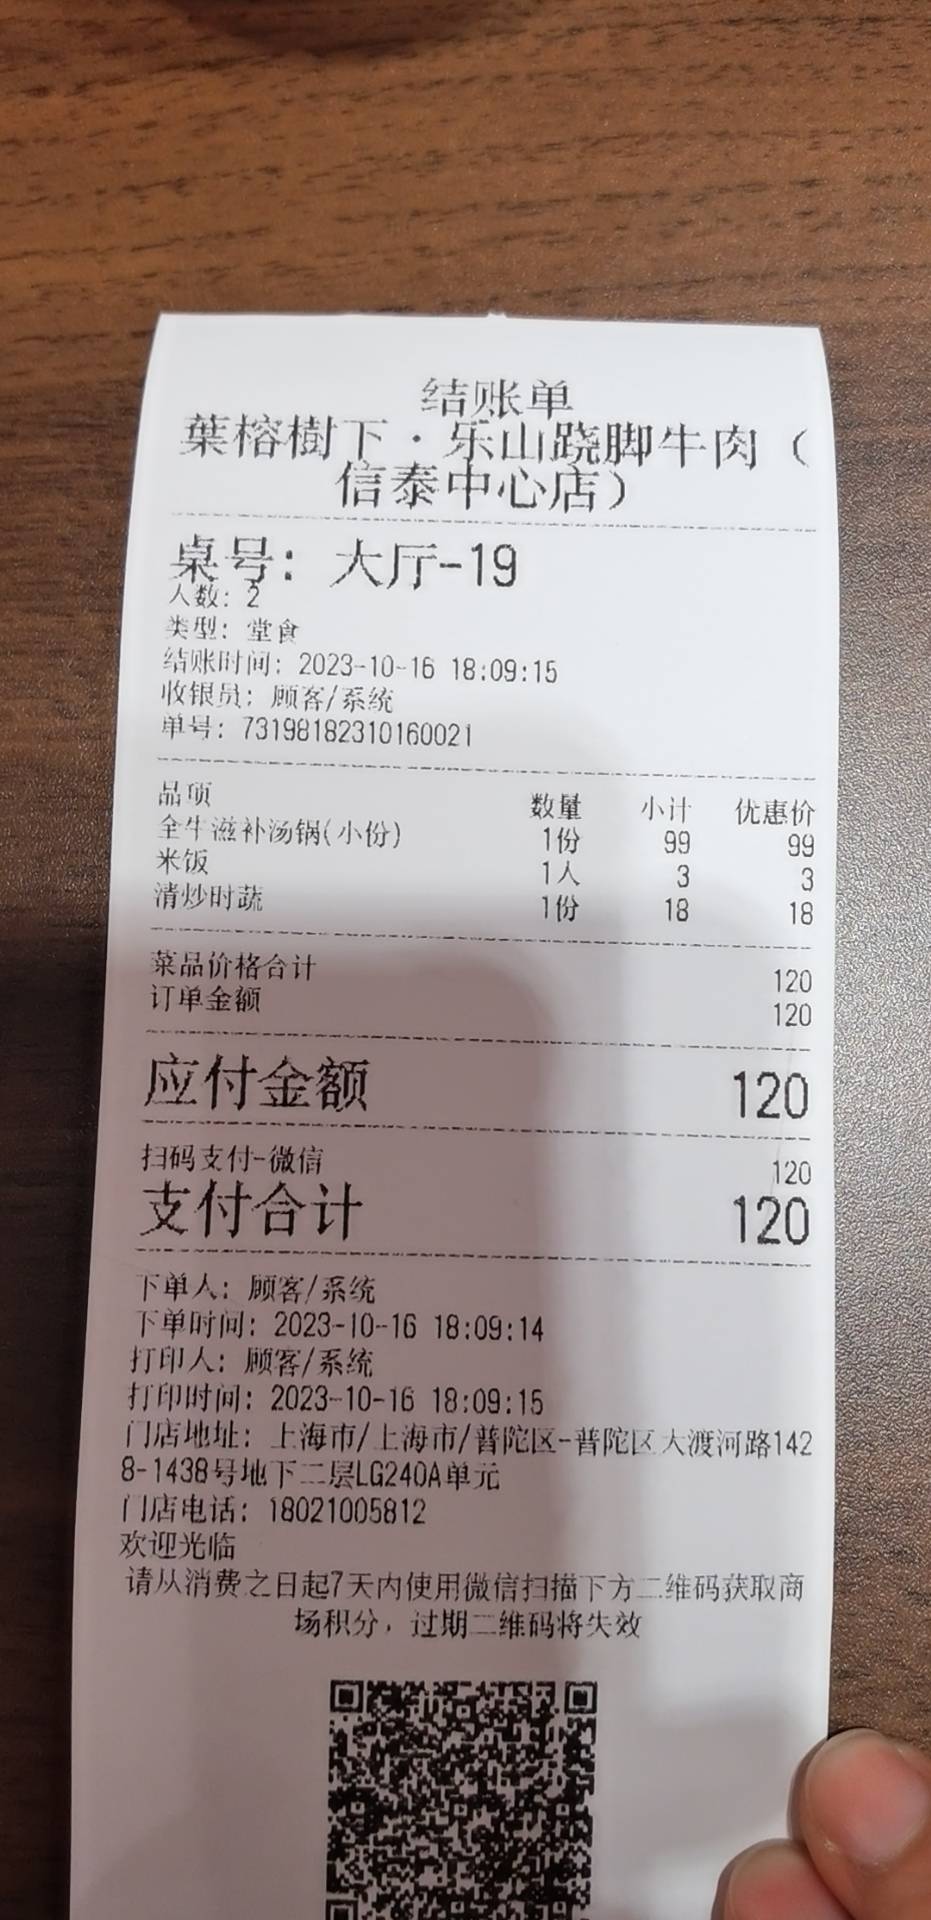 结账单
葉榕樹下·乐山跷脚牛肉（
信泰中心店）
桌号：大厅-19
人数：2
类型：堂食
结账时间：2023-10-16 18:09:15
收银员：顾客/系统
单号：73198182310160021
品项 数量 小计 优惠价
全牛滋补汤锅(小份) 1份 99 99
米饭 1人 3 3
清炒时蔬 1份 18 18
菜品价格合计 120
订单金额 120
应付金额 120
扫码支付-微信 120
支付合计 120
下单人：顾客/系统
下单时间：2023-10-16 18:09:14
打印人：顾客/系统
打印时间：2023-10-16 18:09:15
门店地址：上海市/上海市/普陀区-普陀区大渡河路142
8-1438号地下二层LG240A单元
门店电话：18021005812
欢迎光临
请从消费之日起7天内使用微信扫描下方二维码获取商
场积分，过期二维码将失效